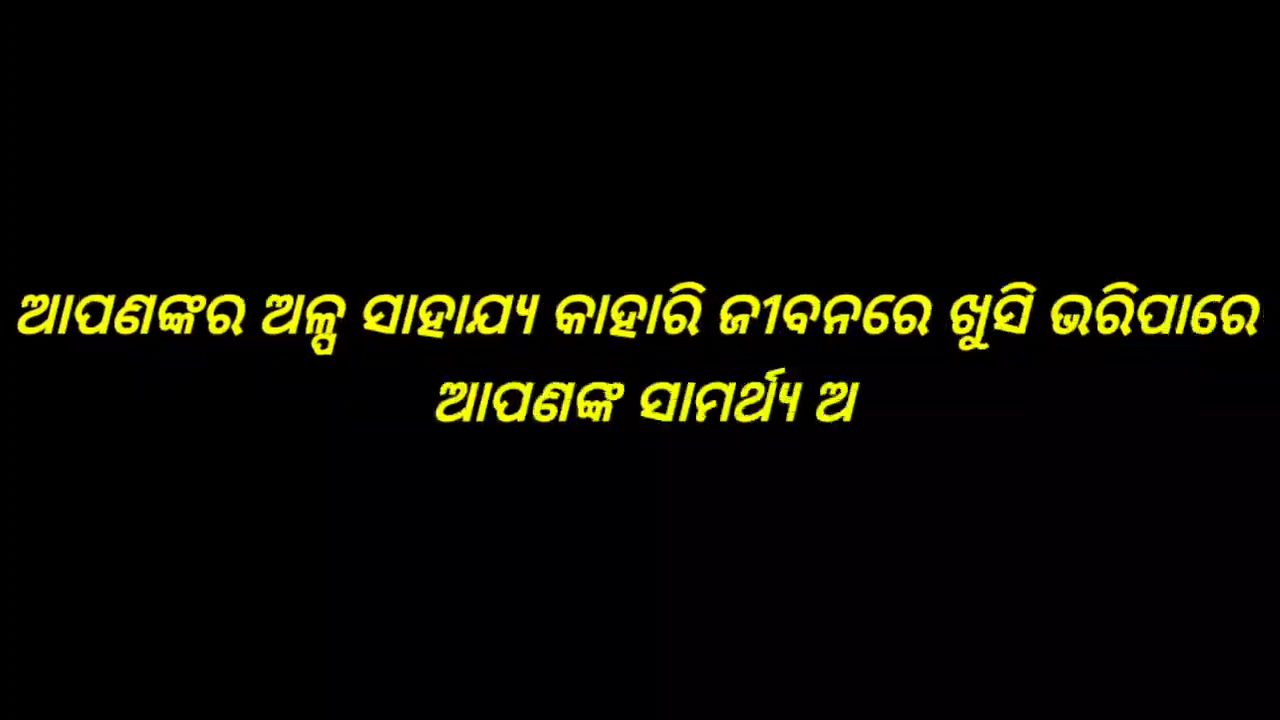 ଆପଣଙ୍କର ଅଳ୍ପ ସାହାଯ୍ୟ କାହାରି ଜୀବନରେ ଖୁସି ଭରିପାରେ
ଆପଣଙ୍କ ସାମର୍ଥ୍ୟ ଅ